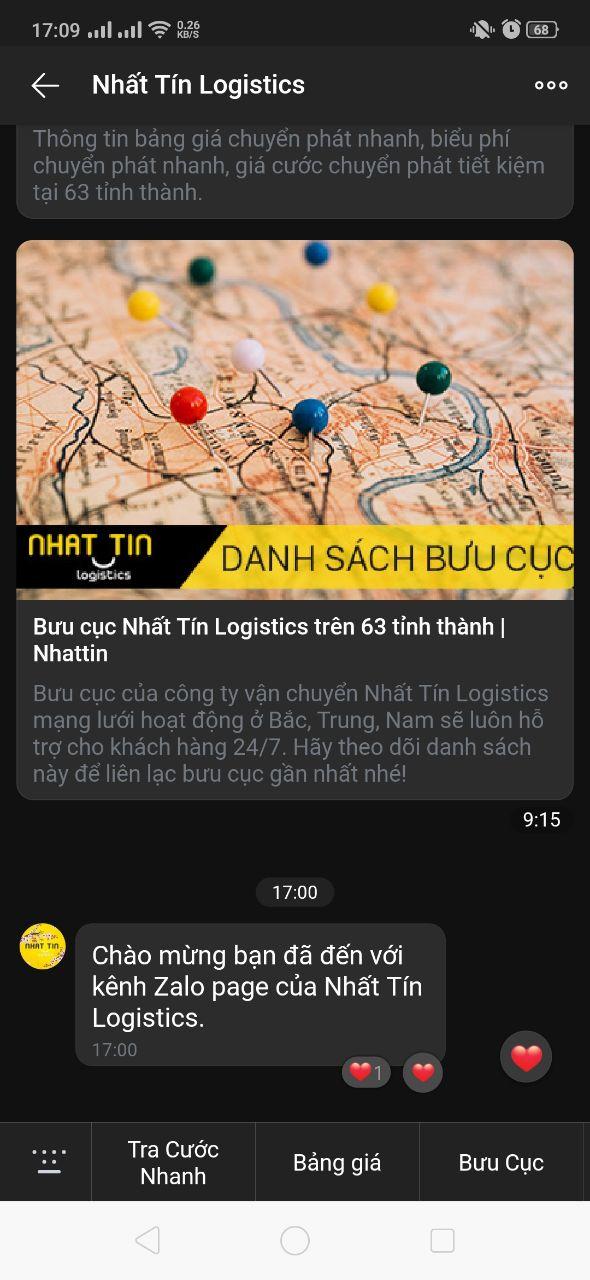 17:09
0.26
KB/S
68
Nhất Tín Logistics
Thông tin bảng giá chuyển phát nhanh, biểu phí
chuyển phát nhanh, giá cước chuyển phát tiết kiệm
tại 63 tỉnh thành.
NHAT TIN
logistics
DANH SÁCH BƯU CỤC
Bưu cục Nhất Tín Logistics trên 63 tỉnh thành |
Nhattin
Bưu cục của công ty vận chuyển Nhất Tín Logistics
mạng lưới hoạt động ở Bắc, Trung, Nam sẽ luôn hỗ
trợ cho khách hàng 24/7. Hãy theo dõi danh sách
này để liên lạc bưu cục gần nhất nhé!
9:15
17:00
NHAT TIN
Chào mừng bạn đã đến với
kênh Zalo page của Nhất Tín
Logistics.
17:00
1
Tra Cước
Nhanh
Bảng giá
Bưu Cục